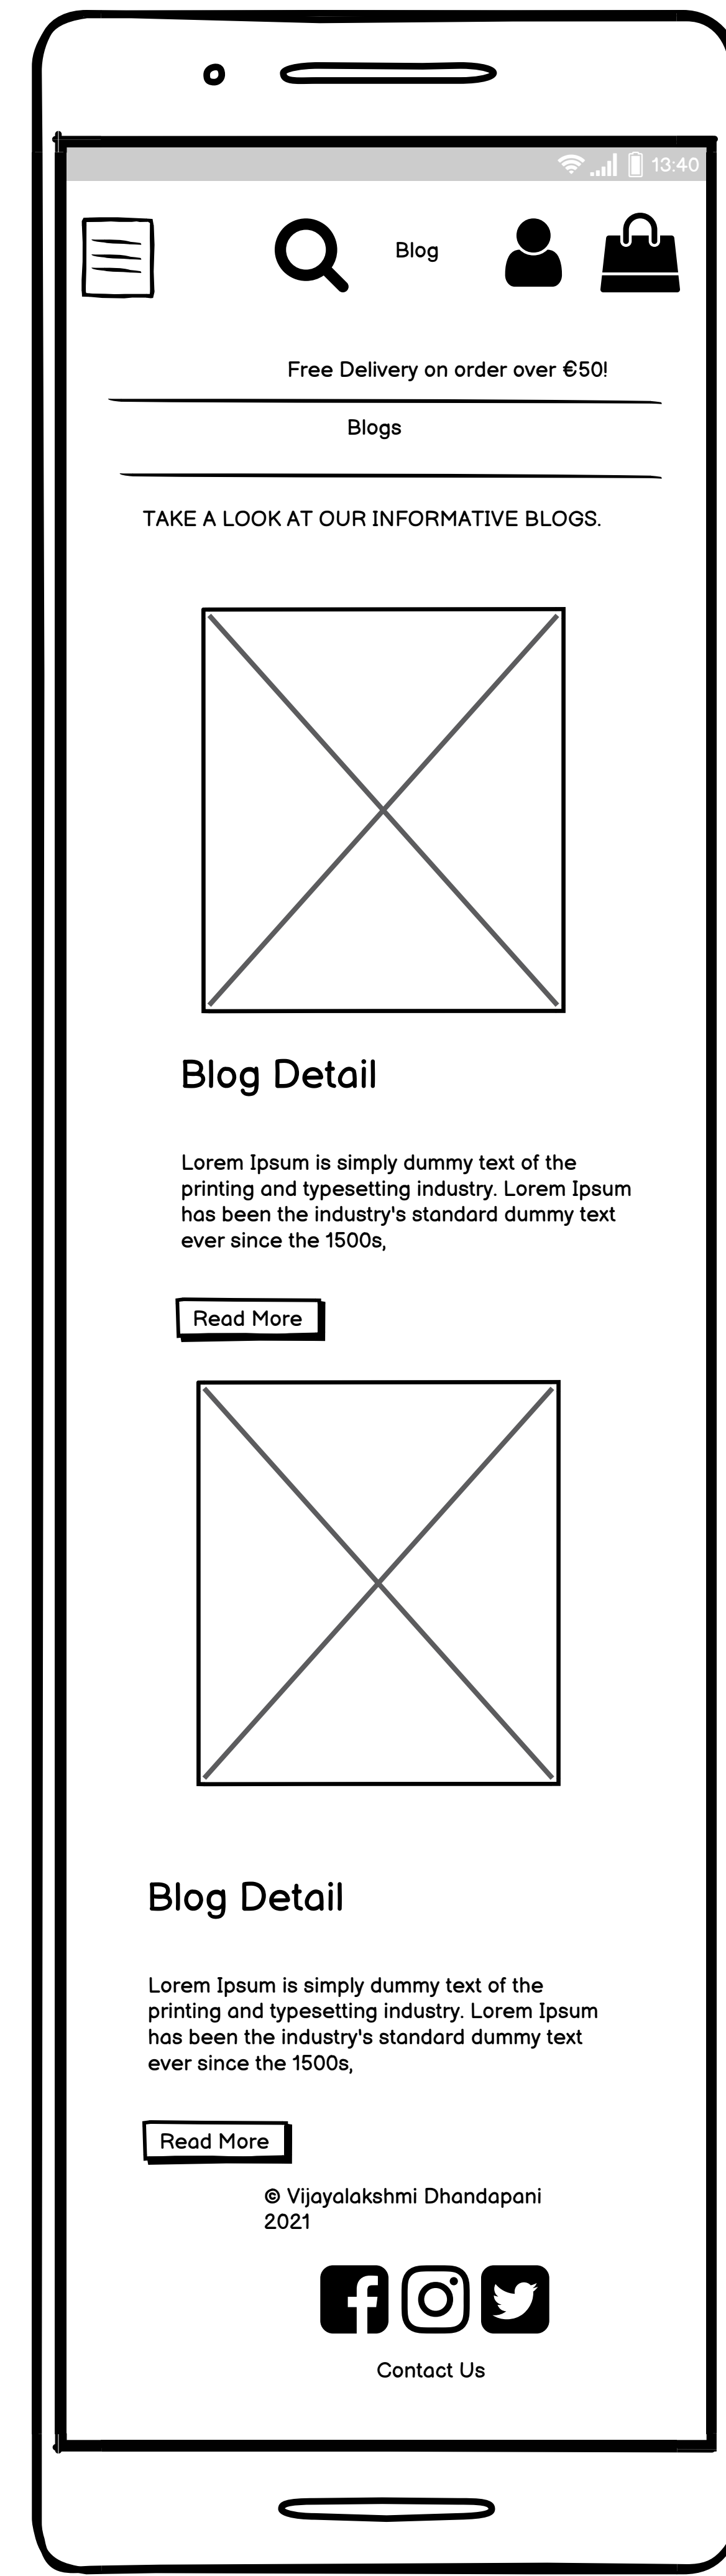 13:40
Blog
Free Delivery on order over €50!
Blogs
TAKE A LOOK AT OUR INFORMATIVE BLOGS.
Blog Detail
Lorem Ipsum is simply dummy text of the
printing and typesetting industry. Lorem Ipsum
has been the industry's standard dummy text
ever since the 1500s,
Read More
Blog Detail
Lorem Ipsum is simply dummy text of the
printing and typesetting industry. Lorem Ipsum
has been the industry's standard dummy text
ever since the 1500s,
Read More
© Vijayalakshmi Dhandapani
2021
Contact Us